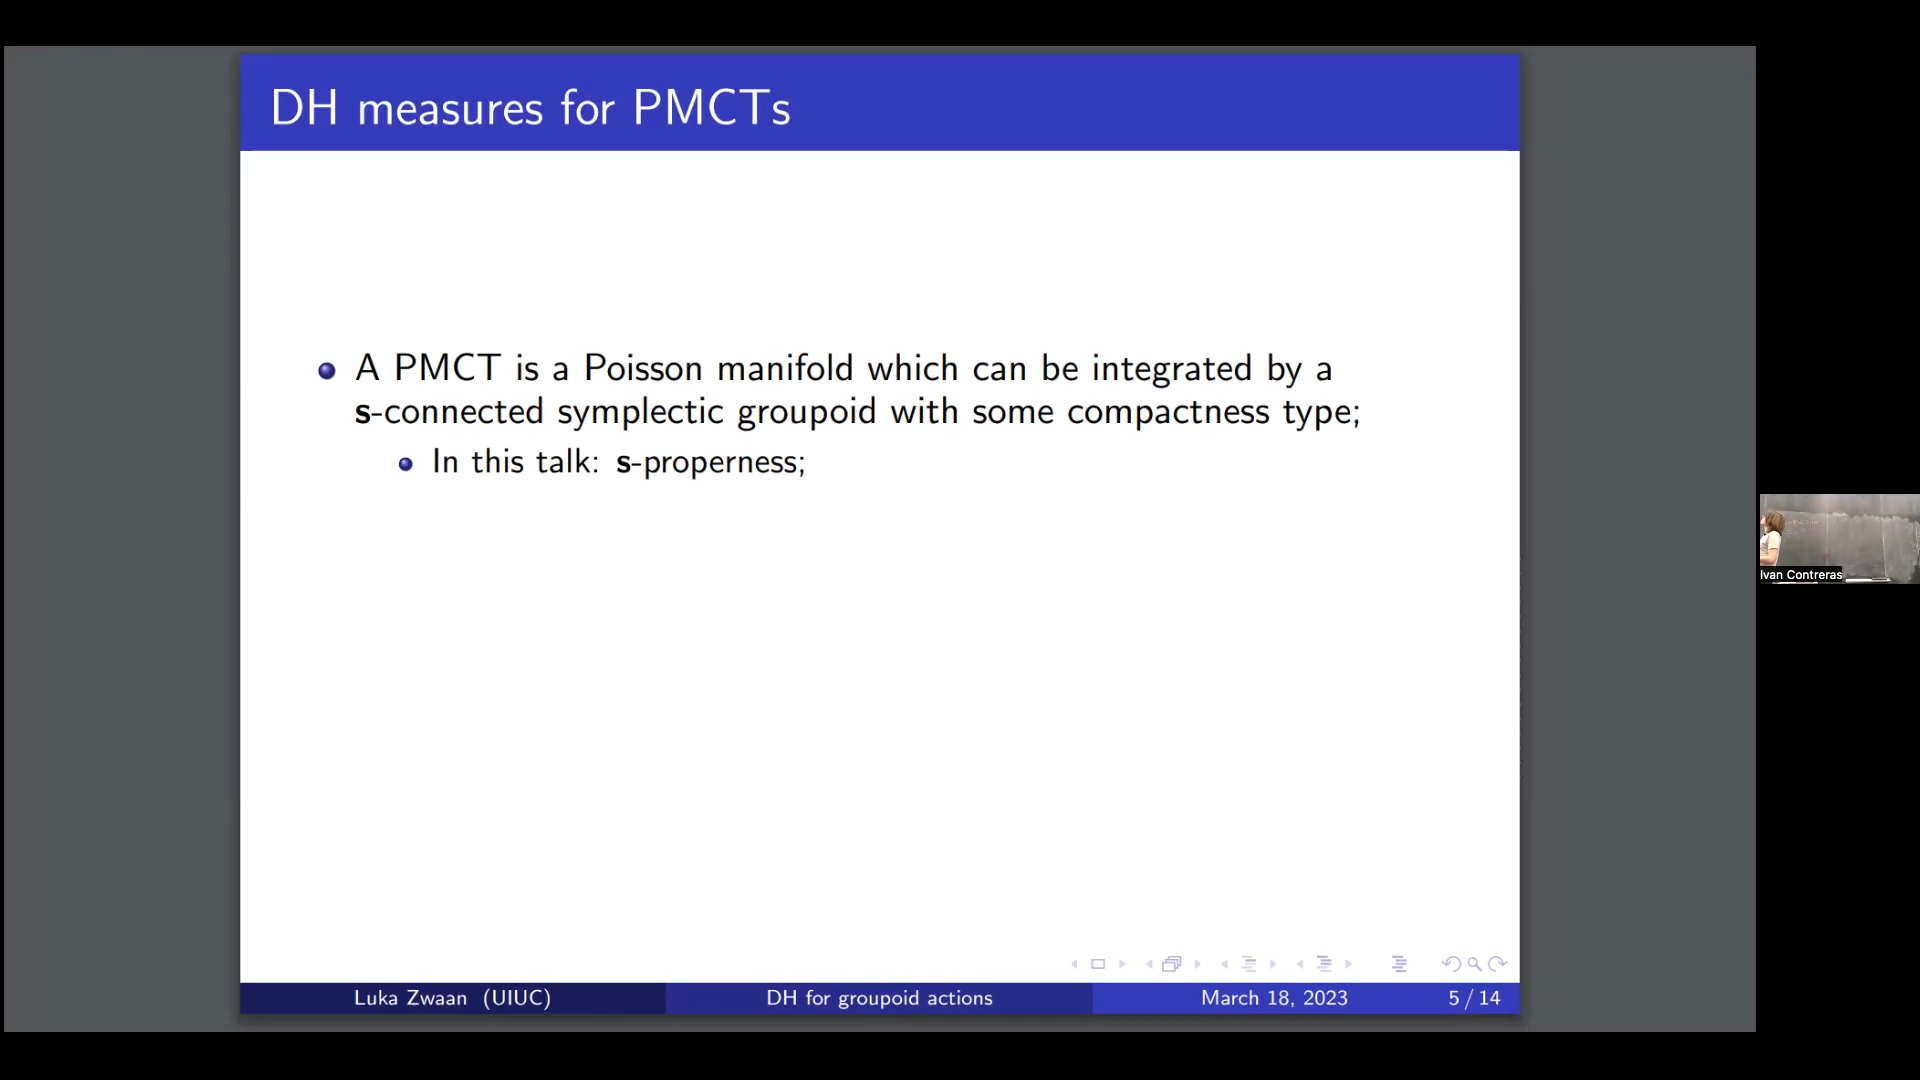 DH measures for PMCTs
A PMCT is a Poisson manifold which can be integrated by a
s-connected symplectic groupoid with some compactness type;
In this talk: s-properness;
Ivan Contreras
Luka Zwaan (UIUC) DH for groupoid actions March 18, 2023 5 / 14